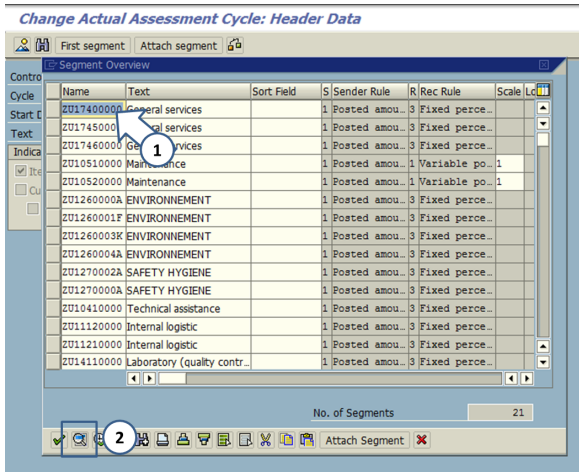 Change Actual Assessment Cycle: Header Data
First segment Attach segment
Segment Overview
Contro
Cycle
Start D
Text
Indica
Ite
Cu
Name Text Sort Field S Sender Rule R Rec Rule Scale Lo
ZU17400000 General services 1 Posted amou… 3 Fixed perce…
ZU1745000 services 1 Posted amou… 3 Fixed perce…
ZU17460000 Ge vices 1 Posted amou… 3 Fixed perce…
ZU10510000 Maintenance 1 Posted amou… 1 Variable po… 1
ZU10520000 Maintenance 1 Posted amou… 1 Variable po… 1
ZU1260000A ENVIRONNEMENT 1 Posted amou… 3 Fixed perce…
ZU1260001F ENVIRONNEMENT 1 Posted amou… 3 Fixed perce…
ZU1260003K ENVIRONNEMENT 1 Posted amou… 3 Fixed perce…
ZU1260004A ENVIRONNEMENT 1 Posted amou… 3 Fixed perce…
ZU1270002A SAFETY HYGIENE 1 Posted amou… 3 Fixed perce…
ZU1270000A SAFETY HYGIENE 1 Posted amou… 3 Fixed perce…
ZU10410000 Technical assistance 1 Posted amou… 3 Fixed perce…
ZU11120000 Internal logistic 1 Posted amou… 3 Fixed perce…
ZU11210000 Internal logistic 1 Posted amou… 3 Fixed perce…
ZU14110000 Laboratory (quality contr… 1 Posted amou… 3 Fixed perce…
1
No. of Segments 21
2
Attach Segment